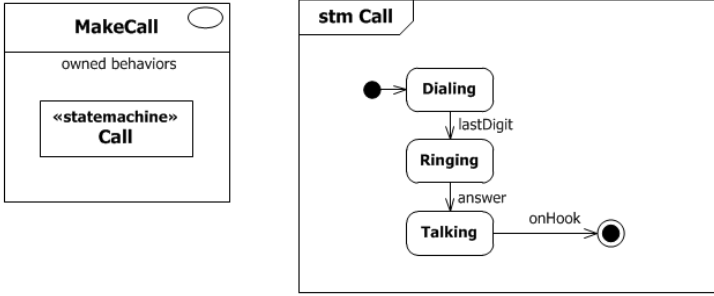 MakeCall
owned behaviors
«statemachine»
Call
stm Call
Dialing
lastDigit
Ringing
answer
Talking
onHook